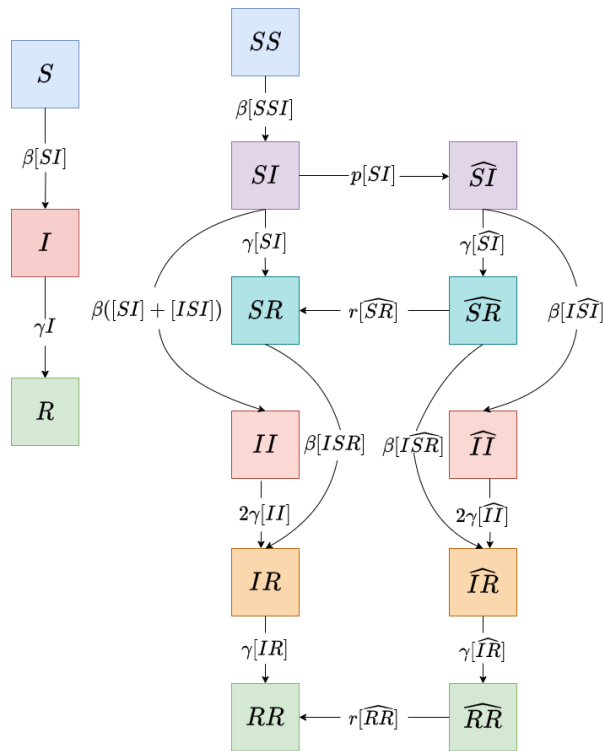 SS
S
β[SSI]
β[SI]
SI
p[SI]
\widehat{SI}
I
γ[SI]
γ[\widehat{SI}]
β([SI] + [ISI])
SR
r[\widehat{SR}]
\widehat{SR}
β[I\widehat{SI}]
γI
R
II
β[ISR]
β[I\widehat{SR}]
\widehat{II}
2γ[II]
2γ[\widehat{II}]
IR
\widehat{IR}
γ[IR]
γ[\widehat{IR}]
RR
r[\widehat{RR}]
\widehat{RR}